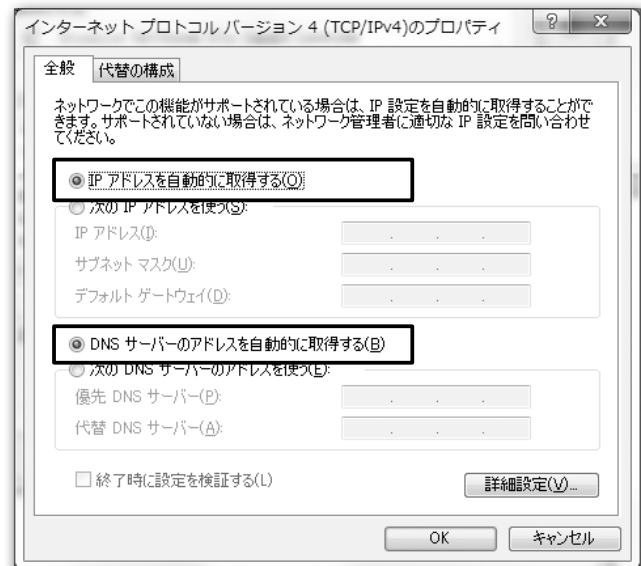 インターネット プロトコル バージョン 4 (TCP/IPv4)のプロパティ
全般
代替の構成
ネットワークでこの機能がサポートされている場合は、IP 設定を自動的に取得することがで
きます。サポートされていない場合は、ネットワーク管理者に適切な IP 設定を問い合わせ
てください。
IP アドレスを自動的に取得する(O)
次の IP アドレスを使う(S):
IP アドレス(I):
サブネット マスク(U):
デフォルト ゲートウェイ(D):
DNS サーバーのアドレスを自動的に取得する(B)
次の DNS サーバーのアドレスを使う(E):
優先 DNS サーバー(P):
代替 DNS サーバー(A):
終了時に設定を検証する(L)
詳細設定(V)...
OK
キャンセル